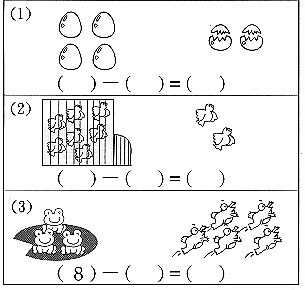 (1)
(   )－(   )＝(   )
(2)
(   )－(   )＝(   )
(3)
( 8 )－(   )＝(   )